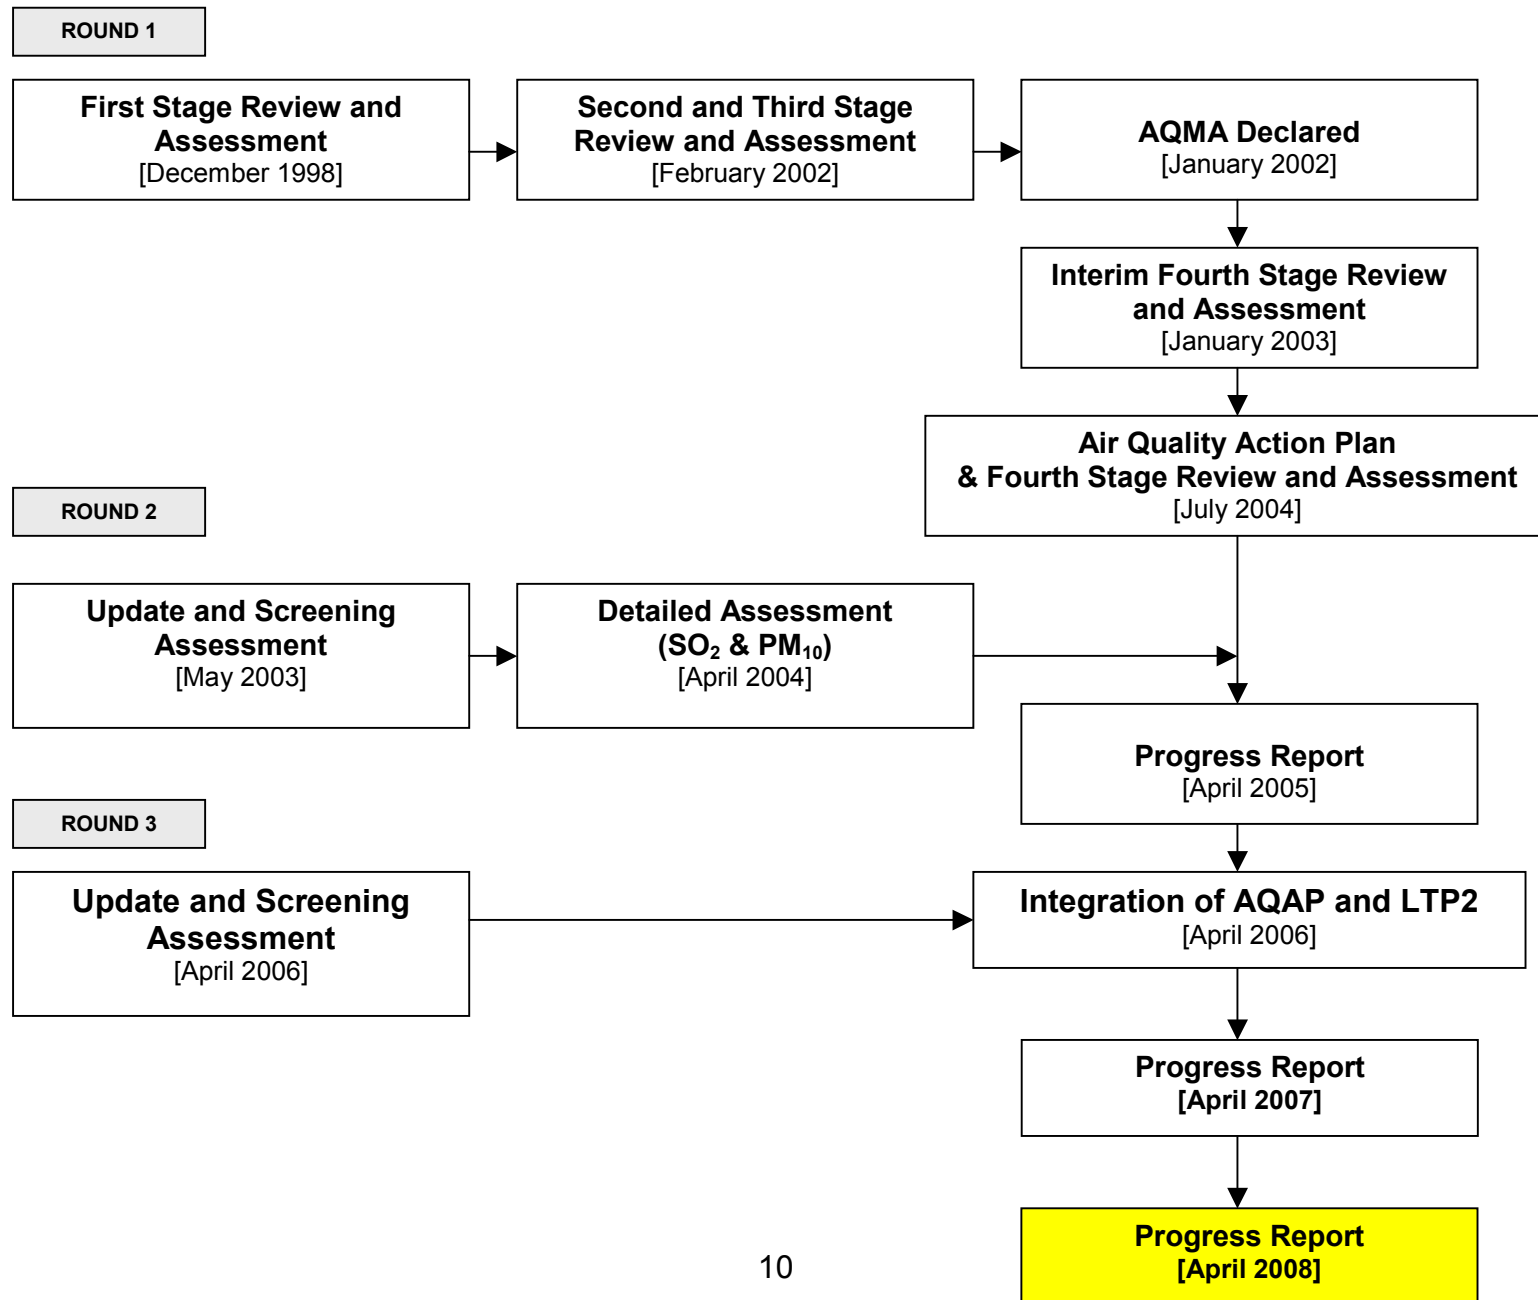 ROUND 1
First Stage Review and
Assessment
[December 1998]
Second and Third Stage
Review and Assessment
[February 2002]
AQMA Declared
[January 2002]
Interim Fourth Stage Review
and Assessment
[January 2003]
Air Quality Action Plan
& Fourth Stage Review and Assessment
[July 2004]
ROUND 2
Update and Screening
Assessment
[May 2003]
Detailed Assessment
(SO₂ & PM₁₀)
[April 2004]
Progress Report
[April 2005]
ROUND 3
Update and Screening
Assessment
[April 2006]
Integration of AQAP and LTP2
[April 2006]
Progress Report
[April 2007]
Progress Report
[April 2008]
10